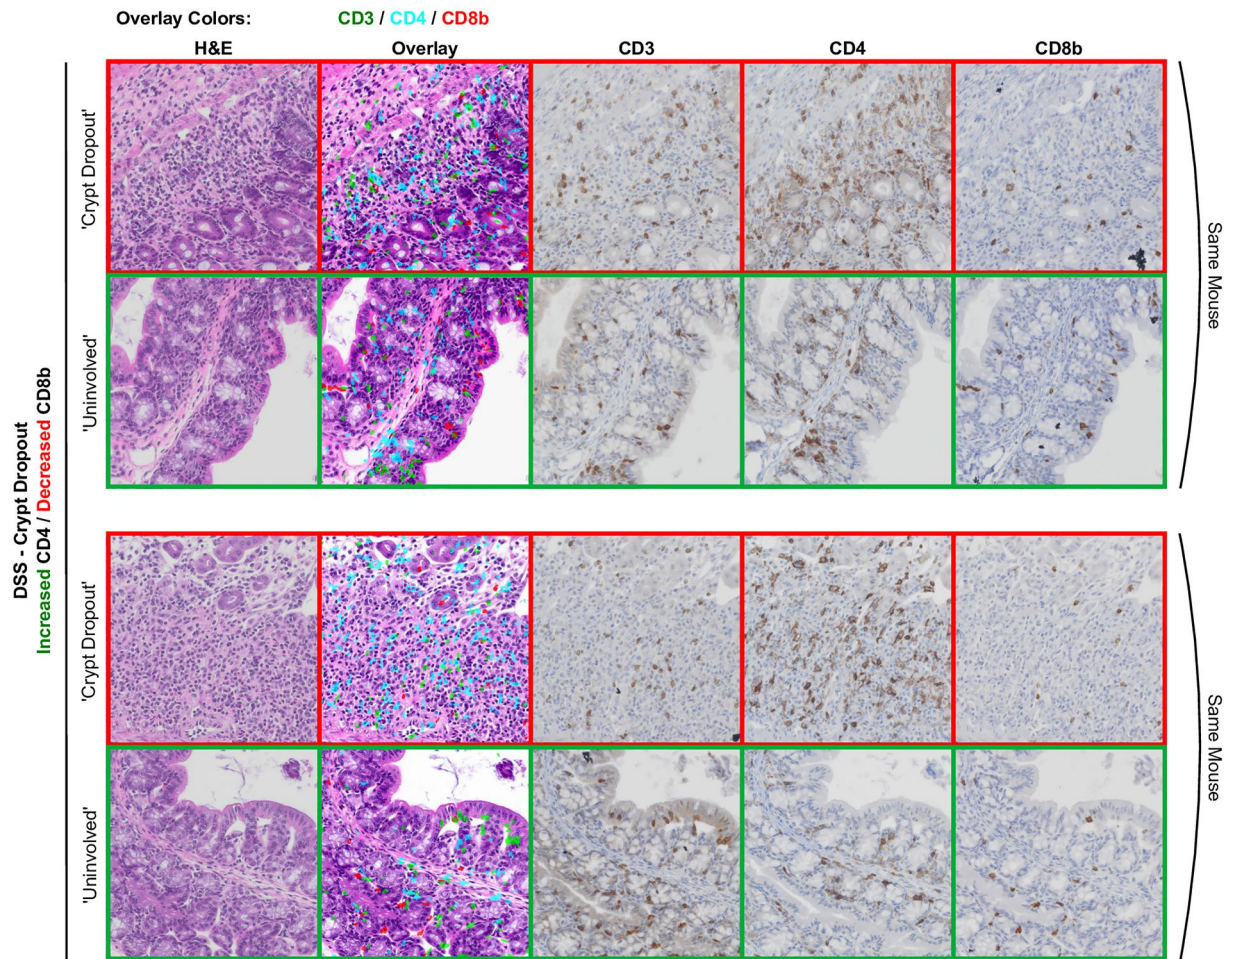 Overlay Colors: CD3 / CD4 / CD8b
H&E Overlay CD3 CD4 CD8b
DSS - Crypt Dropout
Increased CD4 / Decreased CD8b
'Crypt Dropout'
'Uninvolved'
Same Mouse
'Crypt Dropout'
'Uninvolved'
Same Mouse